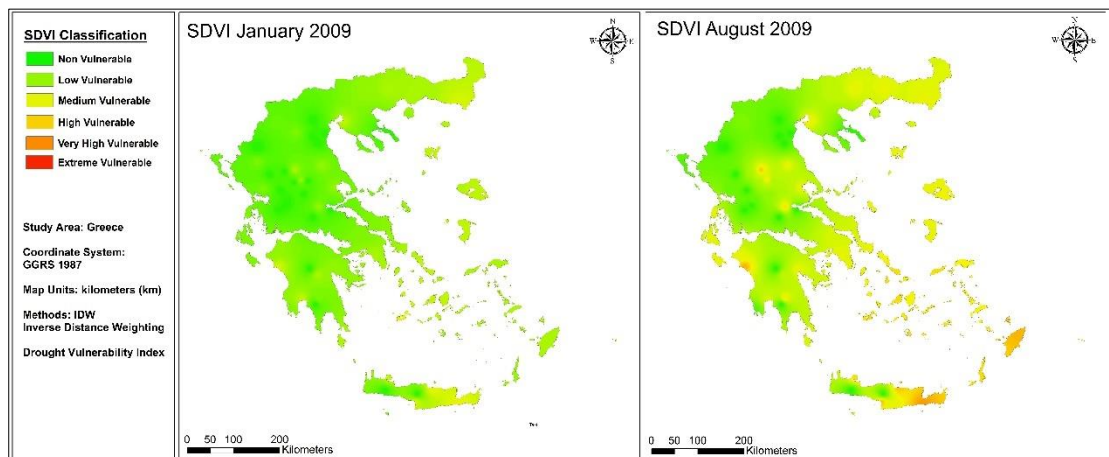 SDVI Classification
Non Vulnerable
Low Vulnerable
Medium Vulnerable
High Vulnerable
Very High Vulnerable
Extreme Vulnerable
Study Area: Greece
Coordinate System:
GGRS 1987
Map Units: kilometers (km)
Methods: IDW
Inverse Distance Weighting
Drought Vulnerability Index
SDVI January 2009
N
W E
S
0 50 100 200
Kilometers
SDVI August 2009
N
W E
S
0 50 100 200
Kilometers